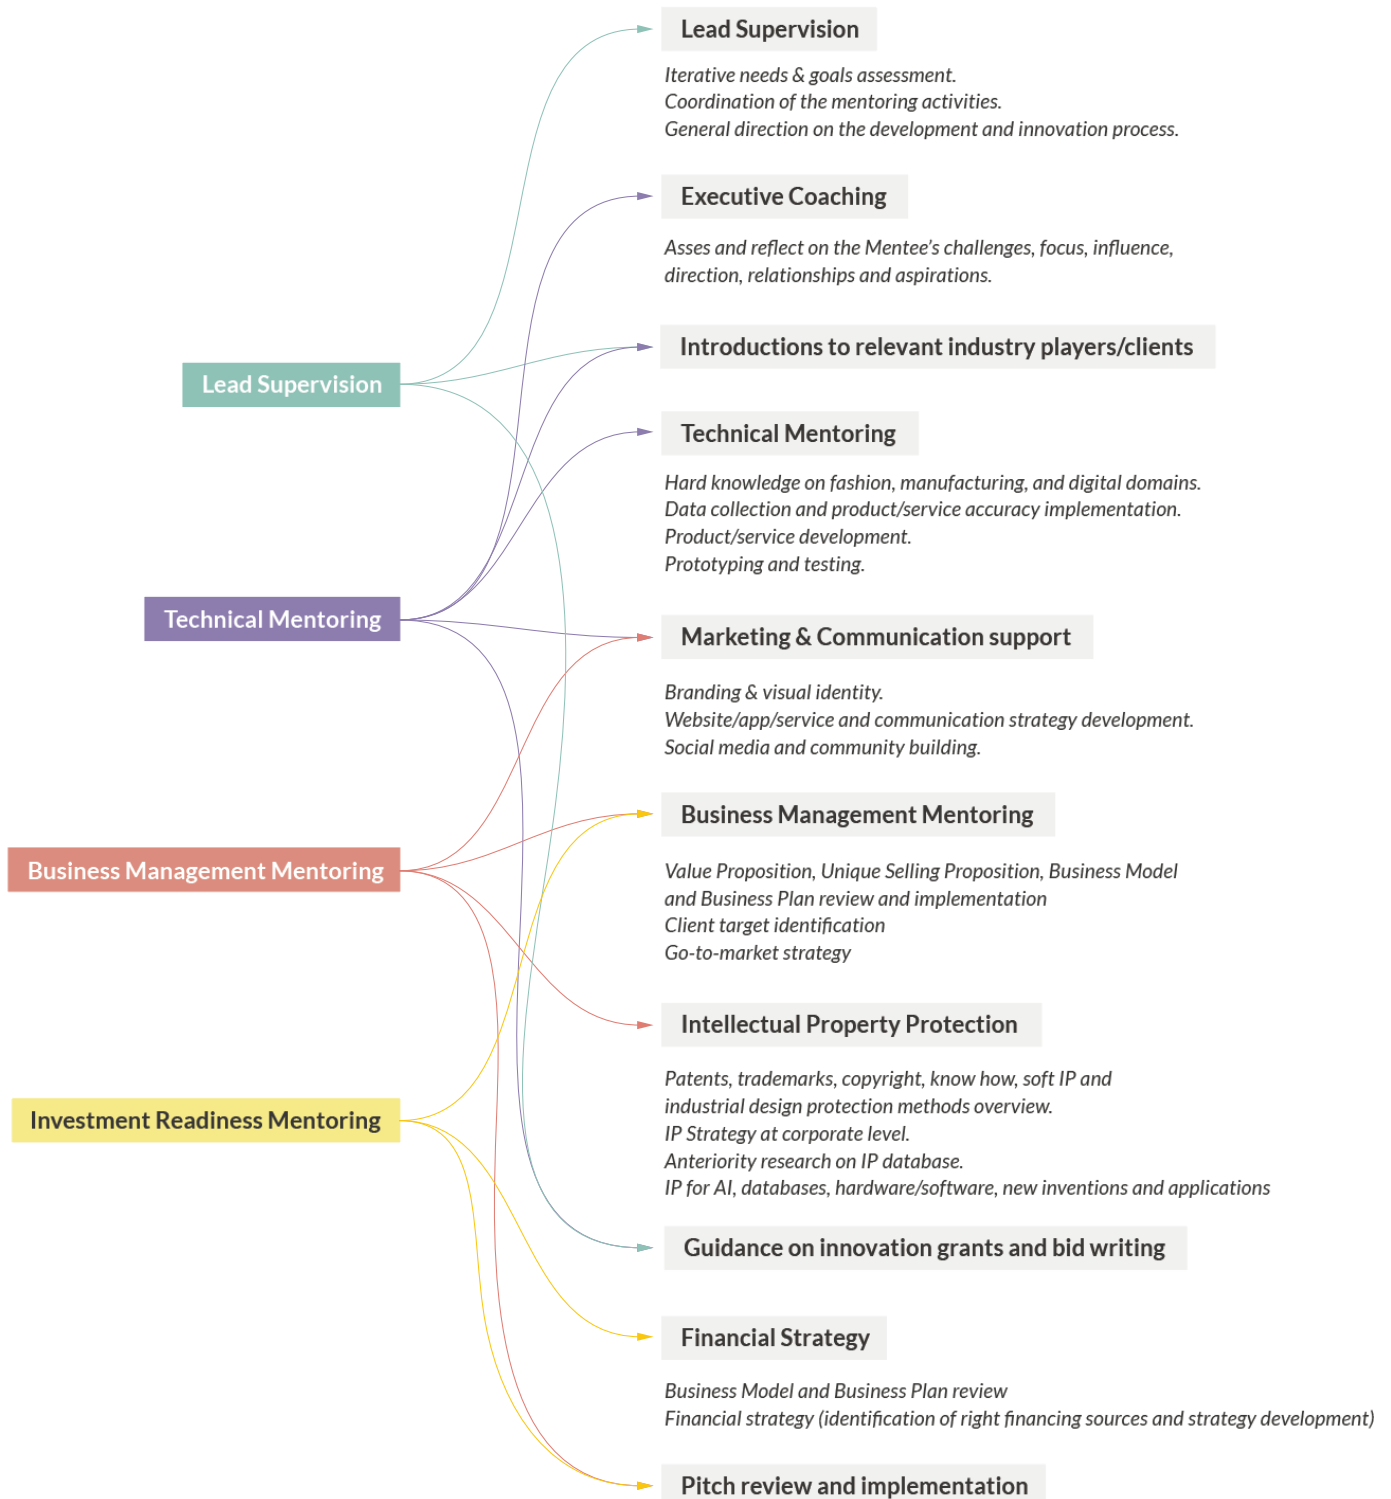 Lead Supervision
Iterative needs & goals assessment.
Coordination of the mentoring activities.
General direction on the development and innovation process.
Executive Coaching
Asses and reflect on the Mentee's challenges, focus, influence,
direction, relationships and aspirations.
Introductions to relevant industry players/clients
Lead Supervision
Technical Mentoring
Hard knowledge on fashion, manufacturing, and digital domains.
Data collection and product/service accuracy implementation.
Product/service development.
Prototyping and testing.
Technical Mentoring
Marketing & Communication support
Branding & visual identity.
Website/app/service and communication strategy development.
Social media and community building.
Business Management Mentoring
Business Management Mentoring
Value Proposition, Unique Selling Proposition, Business Model
and Business Plan review and implementation
Client target identification
Go-to-market strategy
Intellectual Property Protection
Patents, trademarks, copyright, know how, soft IP and
industrial design protection methods overview.
IP Strategy at corporate level.
Anteriority research on IP database.
IP for AI, databases, hardware/software, new inventions and applications
Investment Readiness Mentoring
Guidance on innovation grants and bid writing
Financial Strategy
Business Model and Business Plan review
Financial strategy (identification of right financing sources and strategy development)
Pitch review and implementation